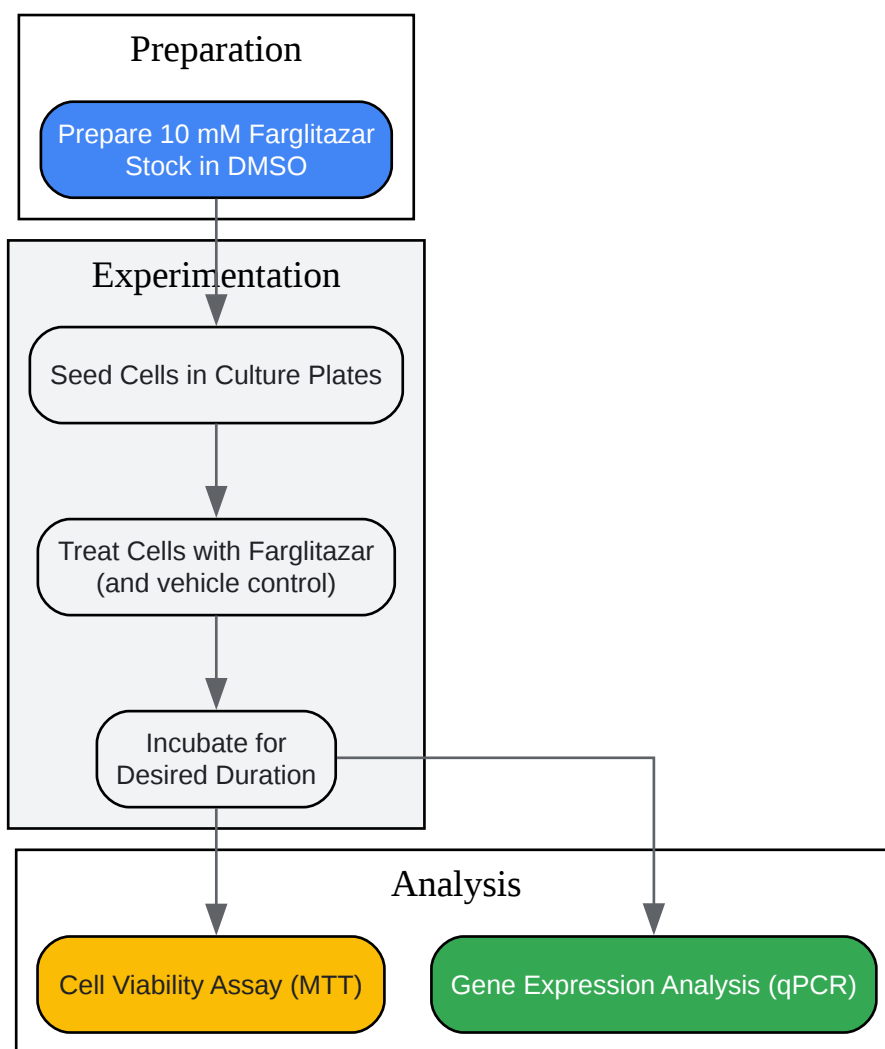 Preparation
Prepare 10 mM Farglitazar
Stock in DMSO
Experimentation
Seed Cells in Culture Plates
Treat Cells with Farglitazar
(and vehicle control)
Incubate for
Desired Duration
Analysis
Cell Viability Assay (MTT)
Gene Expression Analysis (qPCR)